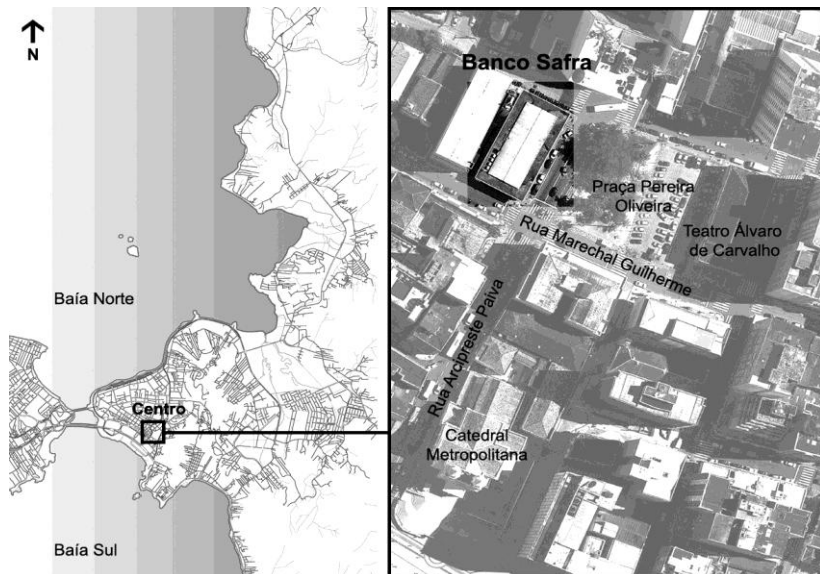 N
Baía Norte
Centro
Baía Sul
Banco Safra
Praça Pereira
Oliveira
Teatro Álvaro
de Carvalho
Rua Marechal Guilherme
Rua Arcipreste Paiva
Catedral
Metropolitana